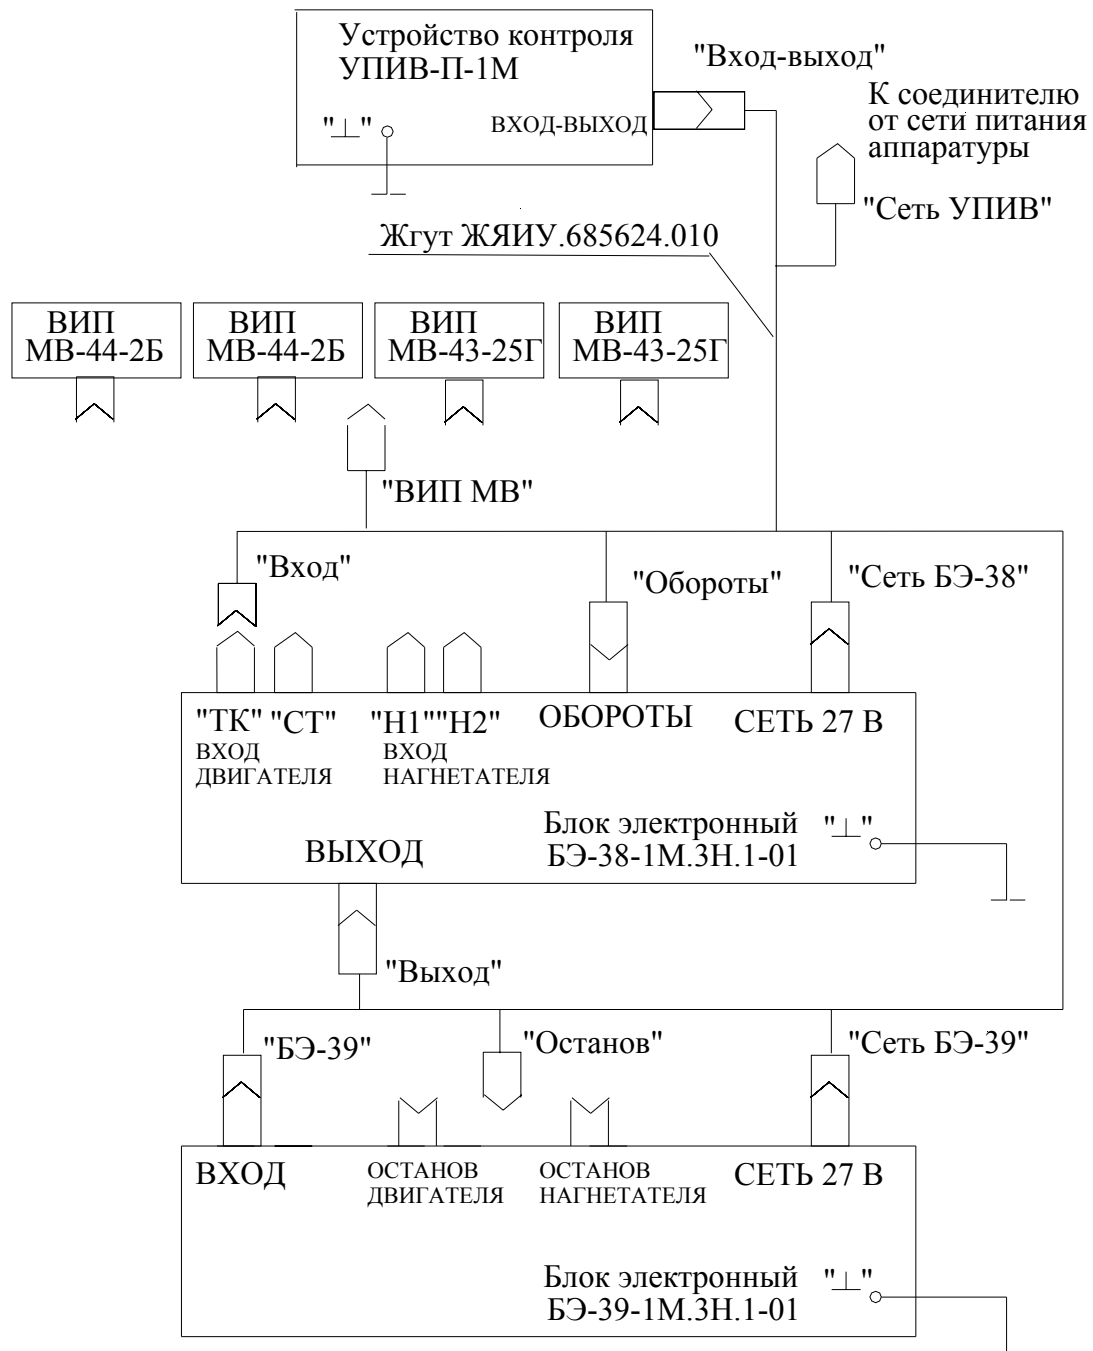 Устройство контроля
УПИВ-П-1М
"Вход-выход"
К соединителю
от сети питания
аппаратуры
"⊥"
ВХОД-ВЫХОД
"Сеть УПИВ"
Жгут ЖЯИУ.685624.010
ВИП
МВ-44-2Б
ВИП
МВ-44-2Б
ВИП
МВ-43-25Г
ВИП
МВ-43-25Г
"ВИП МВ"
"Вход"
"Обороты"
"Сеть БЭ-38"
"ТК" "СТ"
ВХОД
ДВИГАТЕЛЯ
"Н1""Н2"
ВХОД
НАГНЕТАТЕЛЯ
ОБОРОТЫ
СЕТЬ 27 В
Блок электронный
БЭ-38-1М.3Н.1-01
"⊥"
ВЫХОД
"Выход"
"БЭ-39"
"Останов"
"Сеть БЭ-39"
ВХОД
ОСТАНОВ
ДВИГАТЕЛЯ
ОСТАНОВ
НАГНЕТАТЕЛЯ
СЕТЬ 27 В
Блок электронный
БЭ-39-1М.3Н.1-01
"⊥"